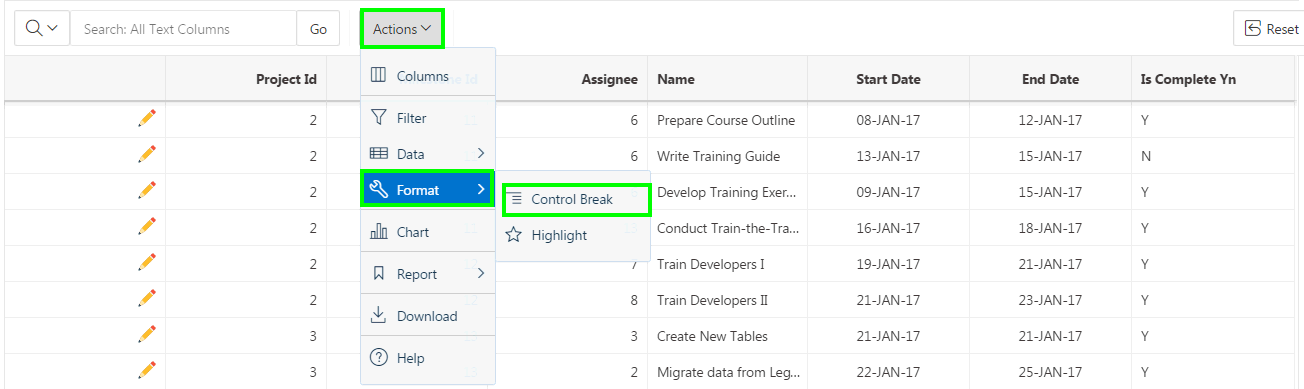 Search: All Text Columns Go Actions Reset
Project Id Assignee Name Start Date End Date Is Complete Yn
Columns
2 6 Prepare Course Outline 08-JAN-17 12-JAN-17 Y
Filter
2 6 Write Training Guide 13-JAN-17 15-JAN-17 N
Data
2 Develop Training Exer... 09-JAN-17 15-JAN-17 Y
Format
Control Break
2 Conduct Train-the-Tra... 16-JAN-17 18-JAN-17 Y
Chart
Highlight
2 7 Train Developers I 19-JAN-17 21-JAN-17 Y
Report
2 8 Train Developers II 21-JAN-17 23-JAN-17 Y
Download
3 3 Create New Tables 21-JAN-17 21-JAN-17 Y
Help
3 2 Migrate data from Leg... 22-JAN-17 25-JAN-17 Y